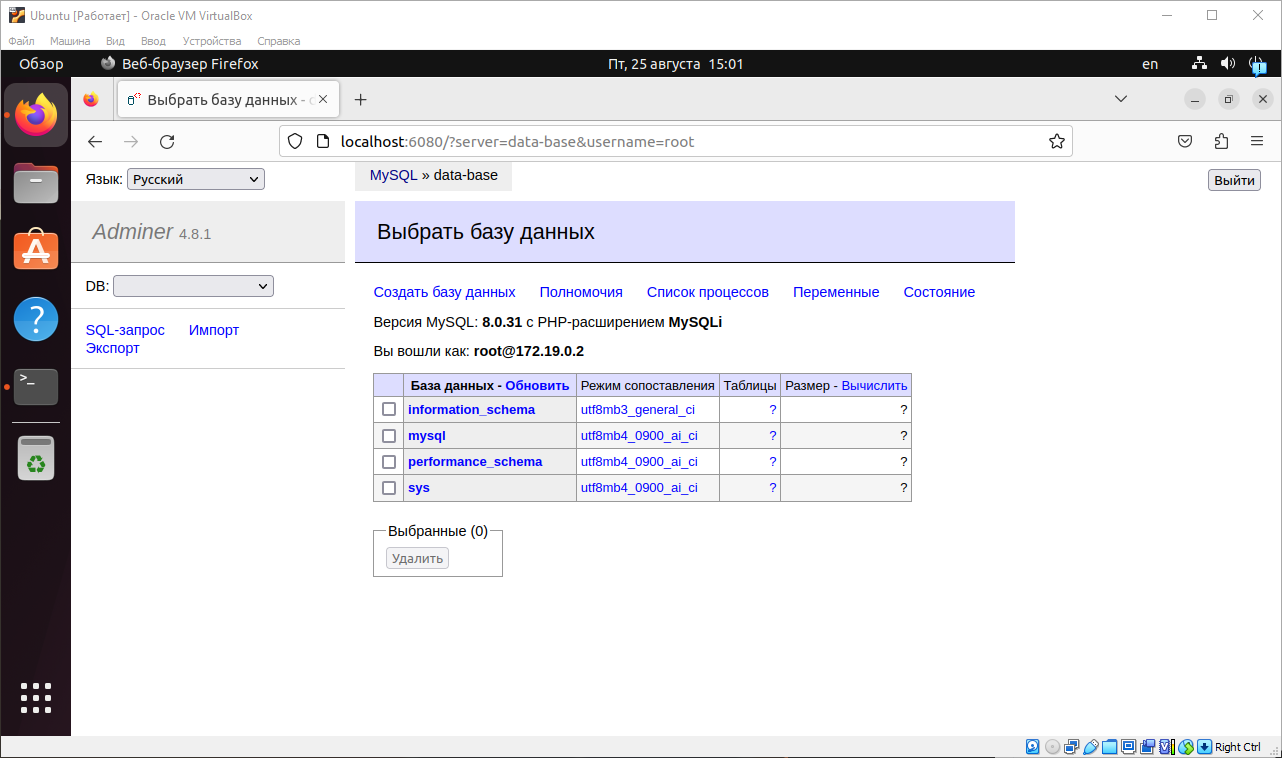 Ubuntu [Работает] - Oracle VM VirtualBox
Файл Машина Вид Ввод Устройства Справка
Обзор Веб-браузер Firefox Пт, 25 августа 15:01 en
Выбрать базу данных - c
localhost:6080/?server=data-base&username=root
Язык: Русский MySQL » data-base Выйти
Adminer 4.8.1 Выбрать базу данных
DB:
SQL-запрос Импорт
Экспорт
Создать базу данных Полномочия Список процессов Переменные Состояние
Версия MySQL: 8.0.31 с PHP-расширением MySQLi
Вы вошли как: root@172.19.0.2
База данных - Обновить Режим сопоставления Таблицы Размер - Вычислить
information_schema utf8mb3_general_ci ? ?
mysql utf8mb4_0900_ai_ci ? ?
performance_schema utf8mb4_0900_ai_ci ? ?
sys utf8mb4_0900_ai_ci ? ?
Выбранные (0)
Удалить
Right Ctrl